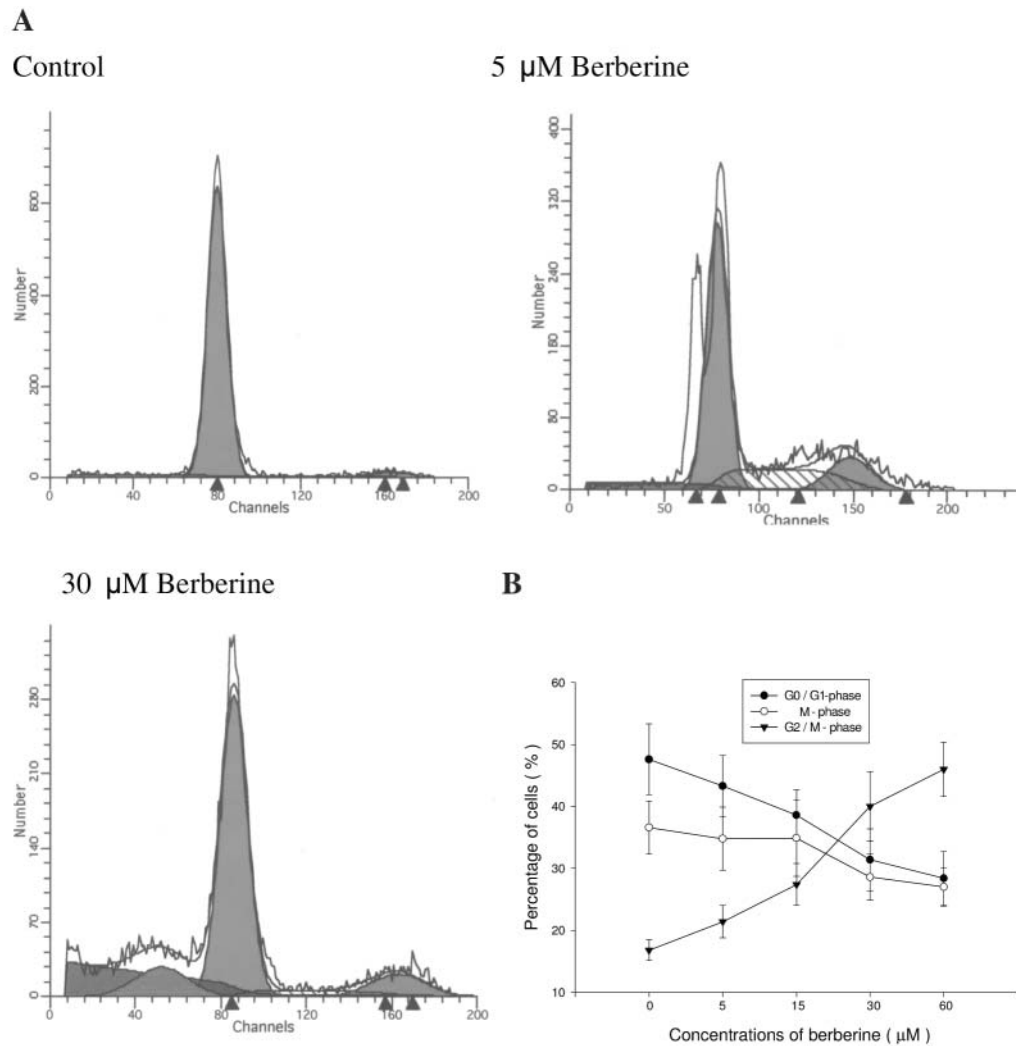 A
Control
5 μM Berberine
0 40 80 120 160 200
600
400
200
0
Number
Channels
400
320
240
160
80
0
Number
0 50 100 150 200
Channels
30 μM Berberine
B
0 40 80 120 160 200
280
210
140
70
0
Number
Channels
60
50
40
30
20
10
Percentage of cells ( % )
G0 / G1-phase
M - phase
G2 / M - phase
0 5 15 30 60
Concentrations of berberine ( μM )